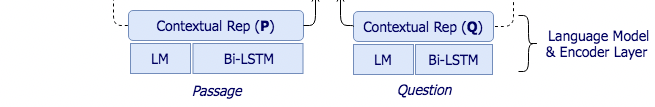 Contextual Rep (P)
Contextual Rep (Q)
Language Model
& Encoder Layer
LM
Bi-LSTM
LM
Bi-LSTM
Passage
Question